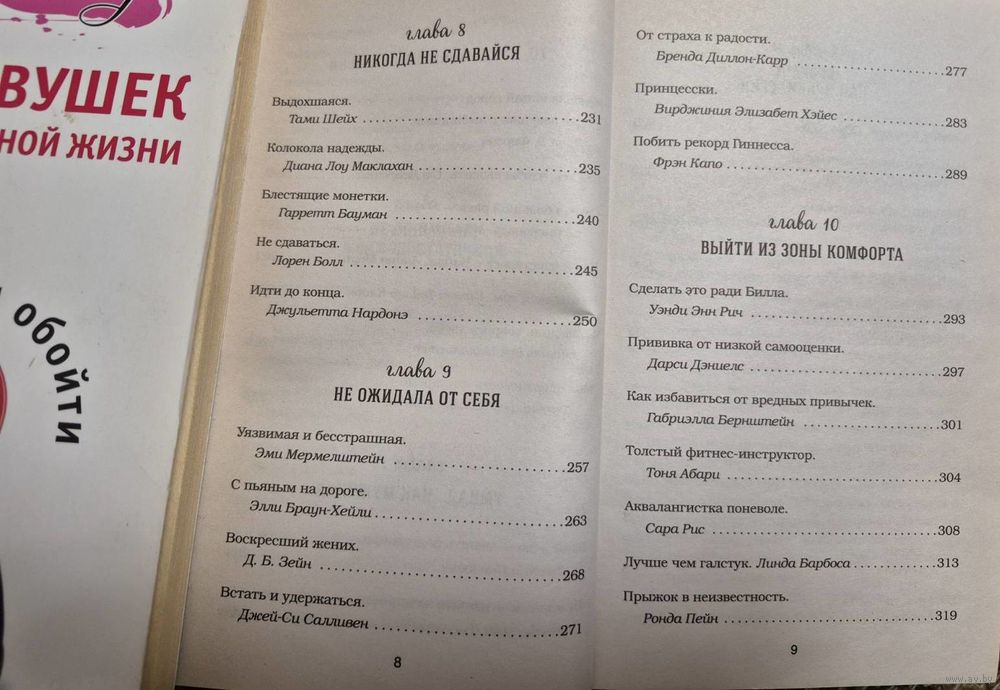 ВУШЕК
НОЙ ЖИЗНИ
обойти
глава 8
НИКОГДА НЕ СДАВАЙСЯ
Выдохшаяся.
Тами Шейх 231
Колокола надежды.
Диана Лоу Маклахан 235
Блестящие монетки.
Гарретт Бауман 240
Не сдаваться.
Лорен Болл 245
Идти до конца.
Джульетта Нардонэ 250
глава 9
НЕ ОЖИДАЛА ОТ СЕБЯ
Уязвимая и бесстрашная.
Эми Мермелштейн 257
С пьяным на дороге.
Элли Браун-Хейли 263
Воскресший жених.
Д. Б. Зейн 268
Встать и удержаться.
Джей-Си Салливен 271
8
От страха к радости.
Бренда Диллон-Карр 277
Принцесски.
Вирджиния Элизабет Хэйес 283
Побить рекорд Гиннесса.
Фрэн Капо 289
глава 10
ВЫЙТИ ИЗ ЗОНЫ КОМФОРТА
Сделать это ради Билла.
Уэнди Энн Рич 293
Прививка от низкой самооценки.
Дарси Дэниелс 297
Как избавиться от вредных привычек.
Габриэлла Бернштейн 301
Толстый фитнес-инструктор.
Тоня Абари 304
Аквалангистка поневоле.
Сара Рис 308
Лучше чем галстук. Линда Барбоса 313
Прыжок в неизвестность.
Ронда Пейн 319
9
www.av.by